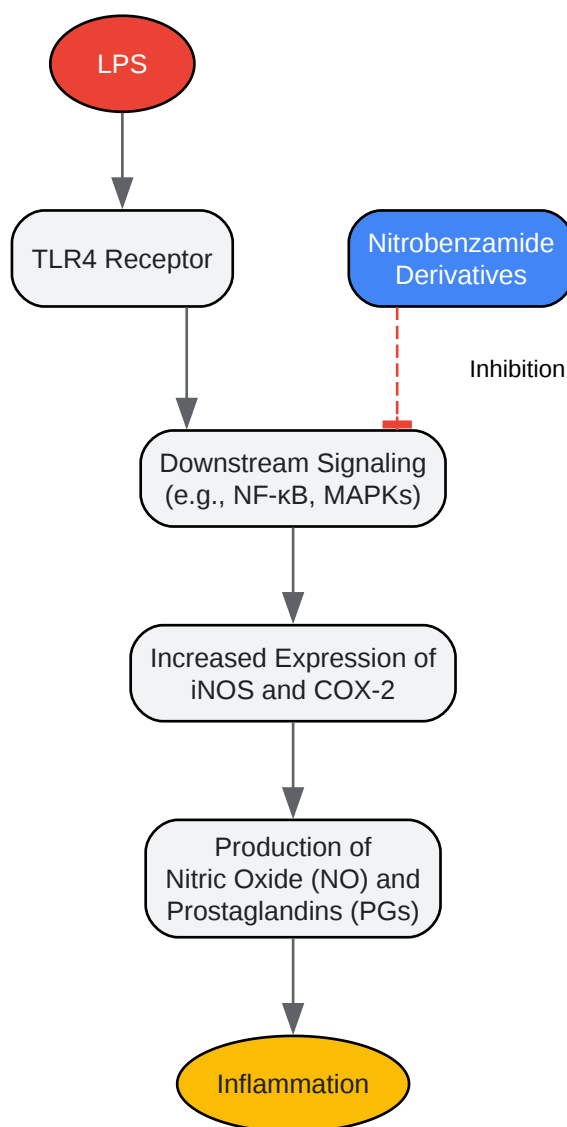 LPS
TLR4 Receptor
Nitrobenzamide
Derivatives
Inhibition
Downstream Signaling
(e.g., NF-κB, MAPKs)
Increased Expression of
iNOS and COX-2
Production of
Nitric Oxide (NO) and
Prostaglandins (PGs)
Inflammation